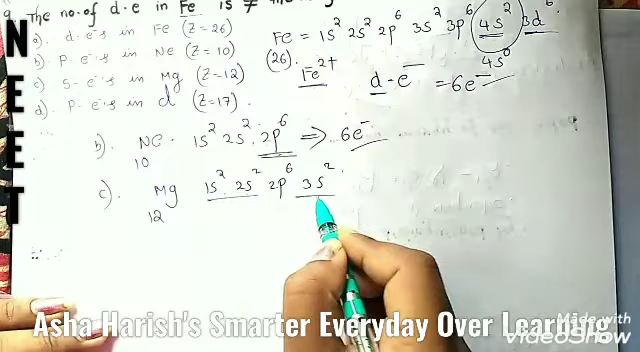 9 The no. of d-e in Fe is ≠ the
a). d-e⁻'s in Fe (Z=26)
b). p-e⁻'s in Ne (Z=10)
c). s-e⁻'s in Mg (Z=12)
d). p-e⁻'s in cl (Z=17).
Fe = 1s² 2s² 2p⁶ 3s² 3p⁶ 4s² 3d⁶
(26). 4s⁰
Fe²⁺ d-e⁻ = 6e⁻
b). Ne. 1s² 2s² 2p⁶ ⇒ 6e⁻
10
c). Mg 1s² 2s² 2p⁶ 3s²
12
NEET
Asha Harish's Smarter Everyday Over Learning
Made with
VideoShow